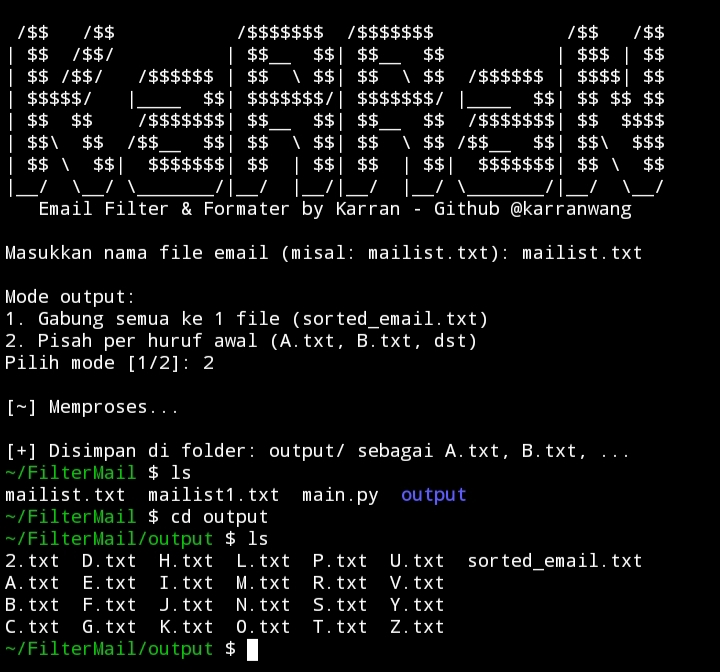 /$$   /$$             /$$$$$$$  /$$$$$$$              /$$   /$$
| $$  /$$/            | $$__  $$| $$__  $$            | $$$ | $$
| $$ /$$/   /$$$$$$ | $$  \ $$| $$  \ $$  /$$$$$$ | $$$$| $$
| $$$$$/   |____  $$| $$$$$$$/| $$$$$$$/ |____  $$| $$ $$ $$
| $$  $$    /$$$$$$$| $$__  $$| $$__  $$  /$$$$$$$| $$  $$$$
| $$\  $$  /$$__  $$| $$  \ $$| $$  \ $$ /$$__  $$| $$\  $$$
| $$ \  $$|  $$$$$$$| $$  | $$| $$  | $$|  $$$$$$$| $$ \  $$
|__/  \__/ \_______/|__/  |__/|__/  |__/ \_______/|__/  \__/
   Email Filter & Formater by Karran - Github @karranwang
Masukkan nama file email (misal: mailist.txt): mailist.txt
Mode output:
1. Gabung semua ke 1 file (sorted_email.txt)
2. Pisah per huruf awal (A.txt, B.txt, dst)
Pilih mode [1/2]: 2
[~] Memproses...
[+] Disimpan di folder: output/ sebagai A.txt, B.txt, ...
~/FilterMail $ ls
mailist.txt  mailist1.txt  main.py  output
~/FilterMail $ cd output
~/FilterMail/output $ ls
2.txt  D.txt  H.txt  L.txt  P.txt  U.txt  sorted_email.txt
A.txt  E.txt  I.txt  M.txt  R.txt  V.txt
B.txt  F.txt  J.txt  N.txt  S.txt  Y.txt
C.txt  G.txt  K.txt  O.txt  T.txt  Z.txt
~/FilterMail/output $